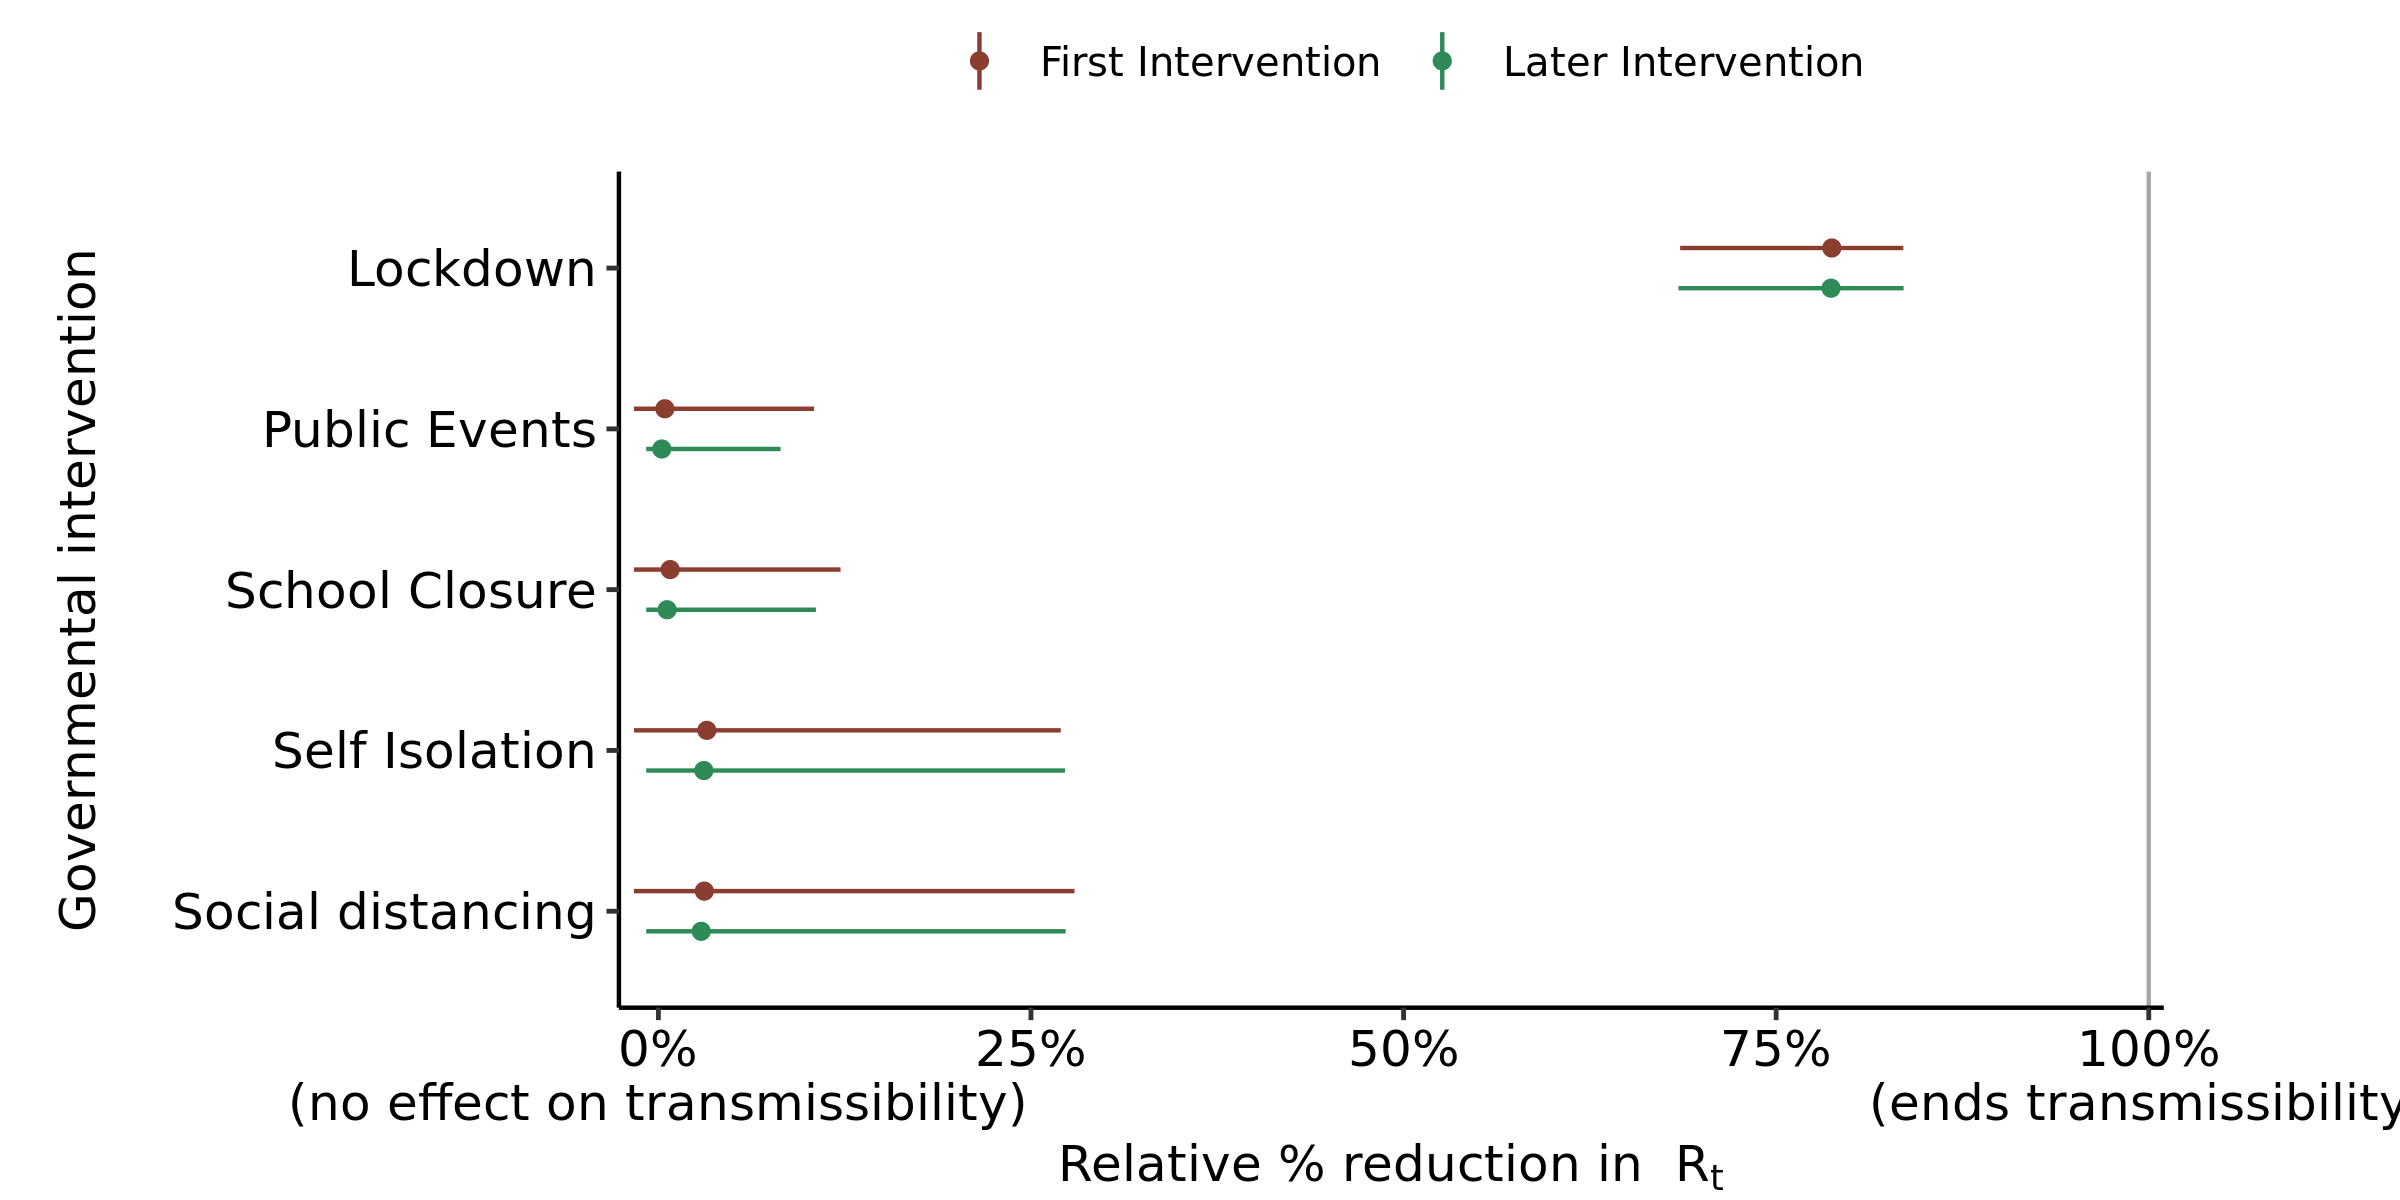 First Intervention Later Intervention
Governmental intervention
Lockdown
Public Events
School Closure
Self Isolation
Social distancing
0% 25% 50% 75% 100%
(no effect on transmissibility) (ends transmissibility
Relative % reduction in Rt